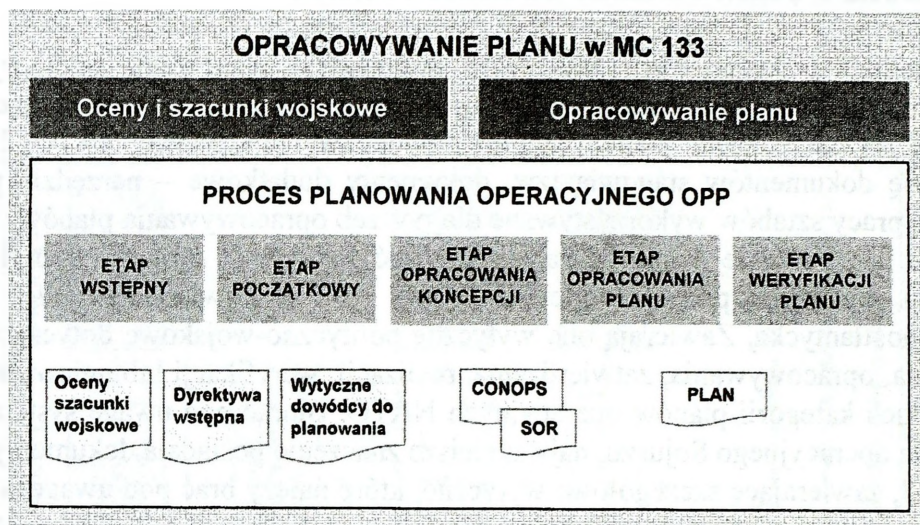 OPRACOWYWANIE PLANU w MC 133
Oceny i szacunki wojskowe
Opracowywanie planu
PROCES PLANOWANIA OPERACYJNEGO OPP
ETAP
WSTĘPNY
ETAP
POCZĄTKOWY
ETAP
OPRACOWANIA
KONCEPCJI
ETAP
OPRACOWANIA
PLANU
ETAP
WERYFIKACJI
PLANU
Oceny
szacunki
wojskowe
Dyrektywa
wstępna
Wytyczne
dowódcy do
planowania
CONOPS
SOR
PLAN